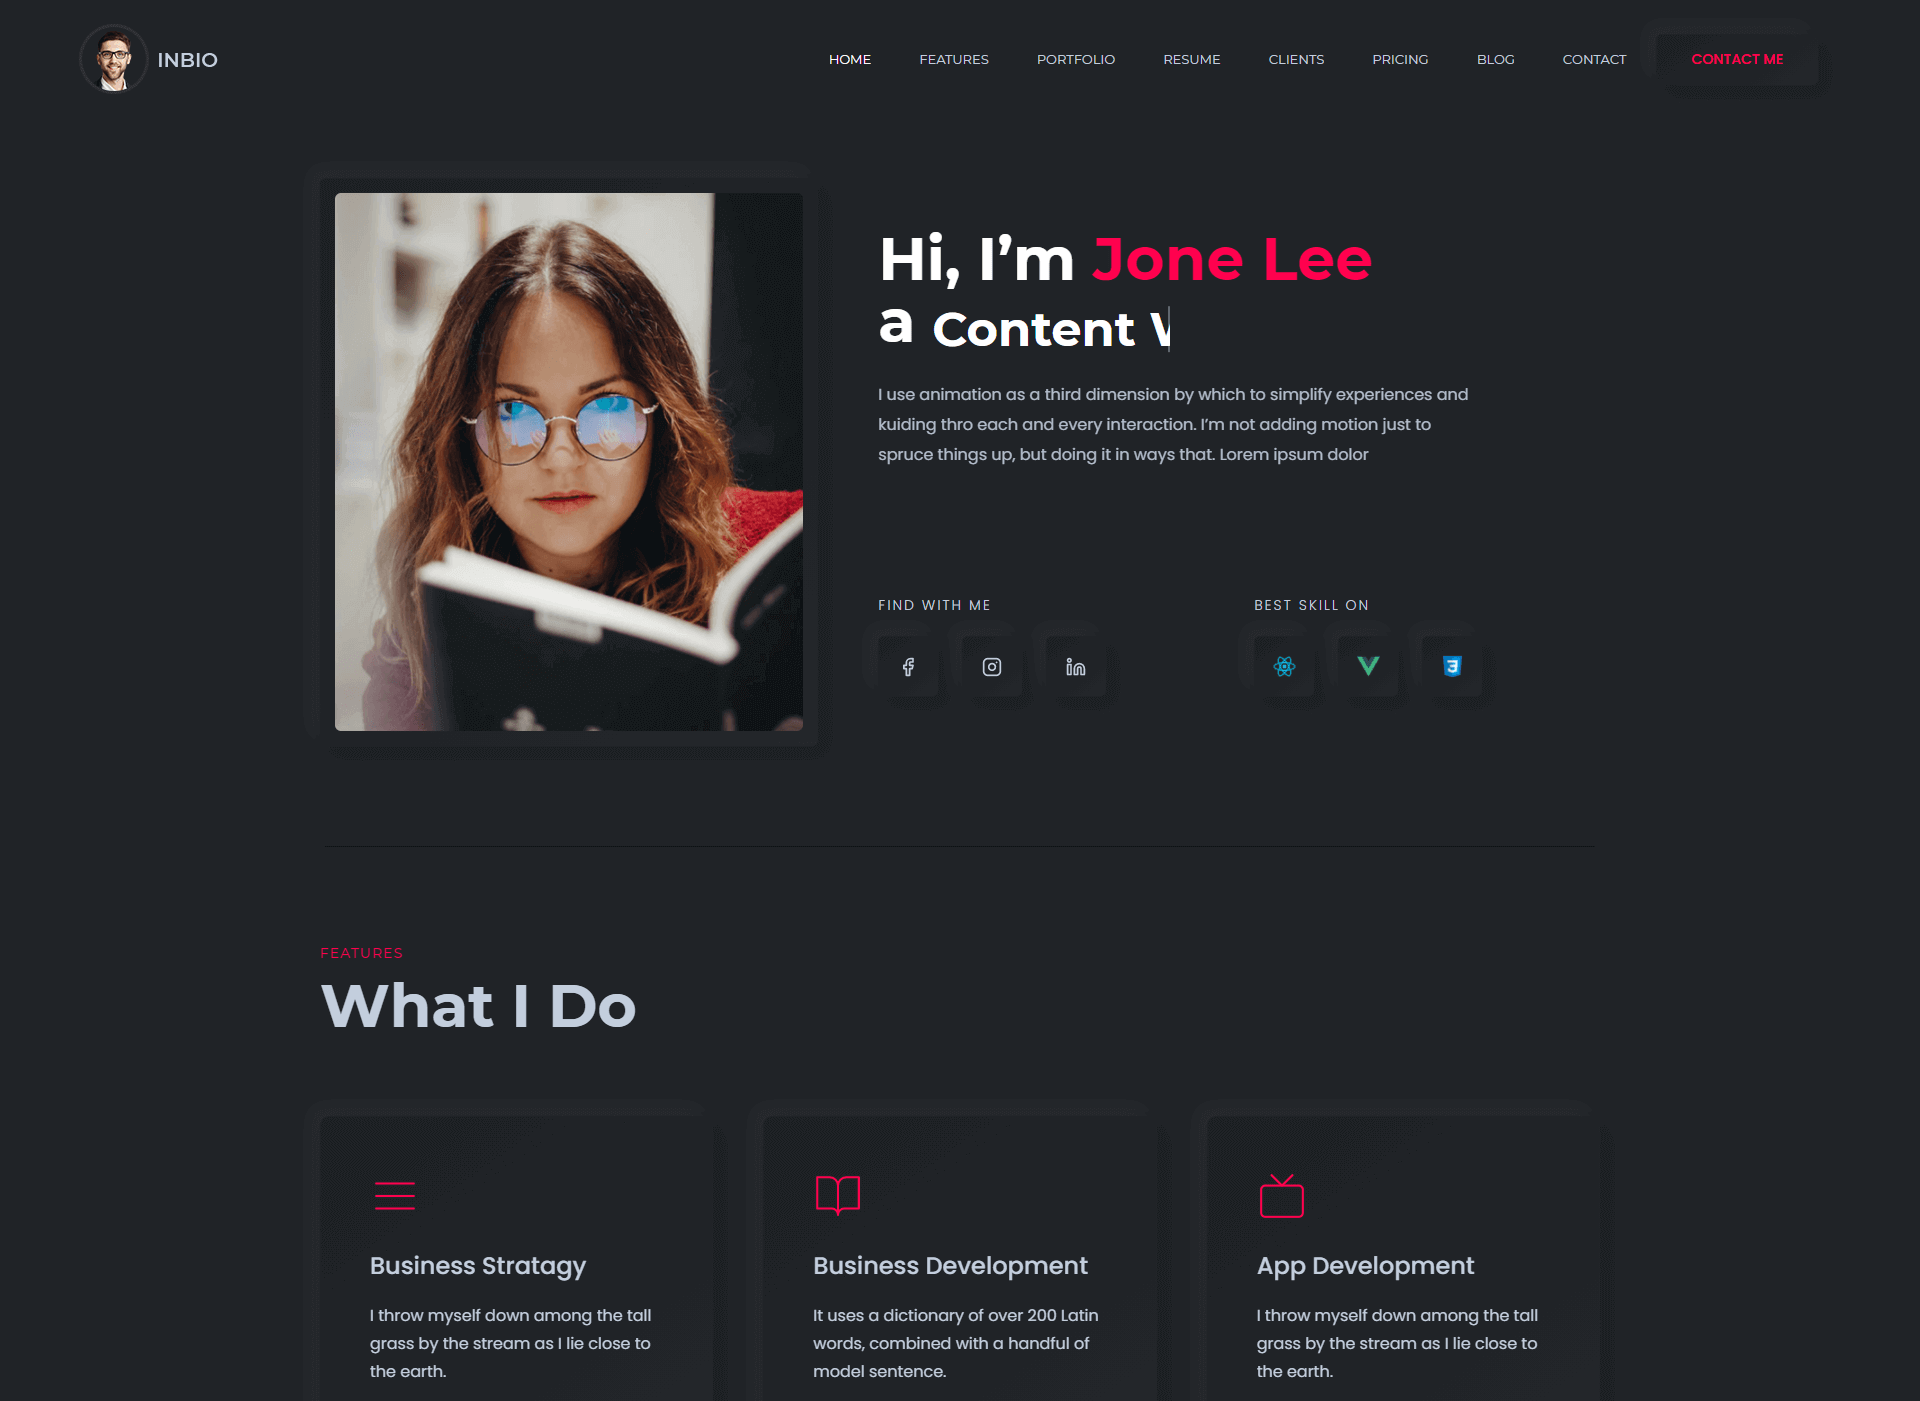 INBIO
HOME FEATURES PORTFOLIO RESUME CLIENTS PRICING BLOG CONTACT CONTACT ME
Hi, I’m Jone Lee
a Content
I use animation as a third dimension by which to simplify experiences and
kuiding thro each and every interaction. I’m not adding motion just to
spruce things up, but doing it in ways that. Lorem ipsum dolor
FIND WITH ME
BEST SKILL ON
FEATURES
What I Do
Business Stratagy
I throw myself down among the tall
grass by the stream as I lie close to
the earth.
Business Development
It uses a dictionary of over 200 Latin
words, combined with a handful of
model sentence.
App Development
I throw myself down among the tall
grass by the stream as I lie close to
the earth.